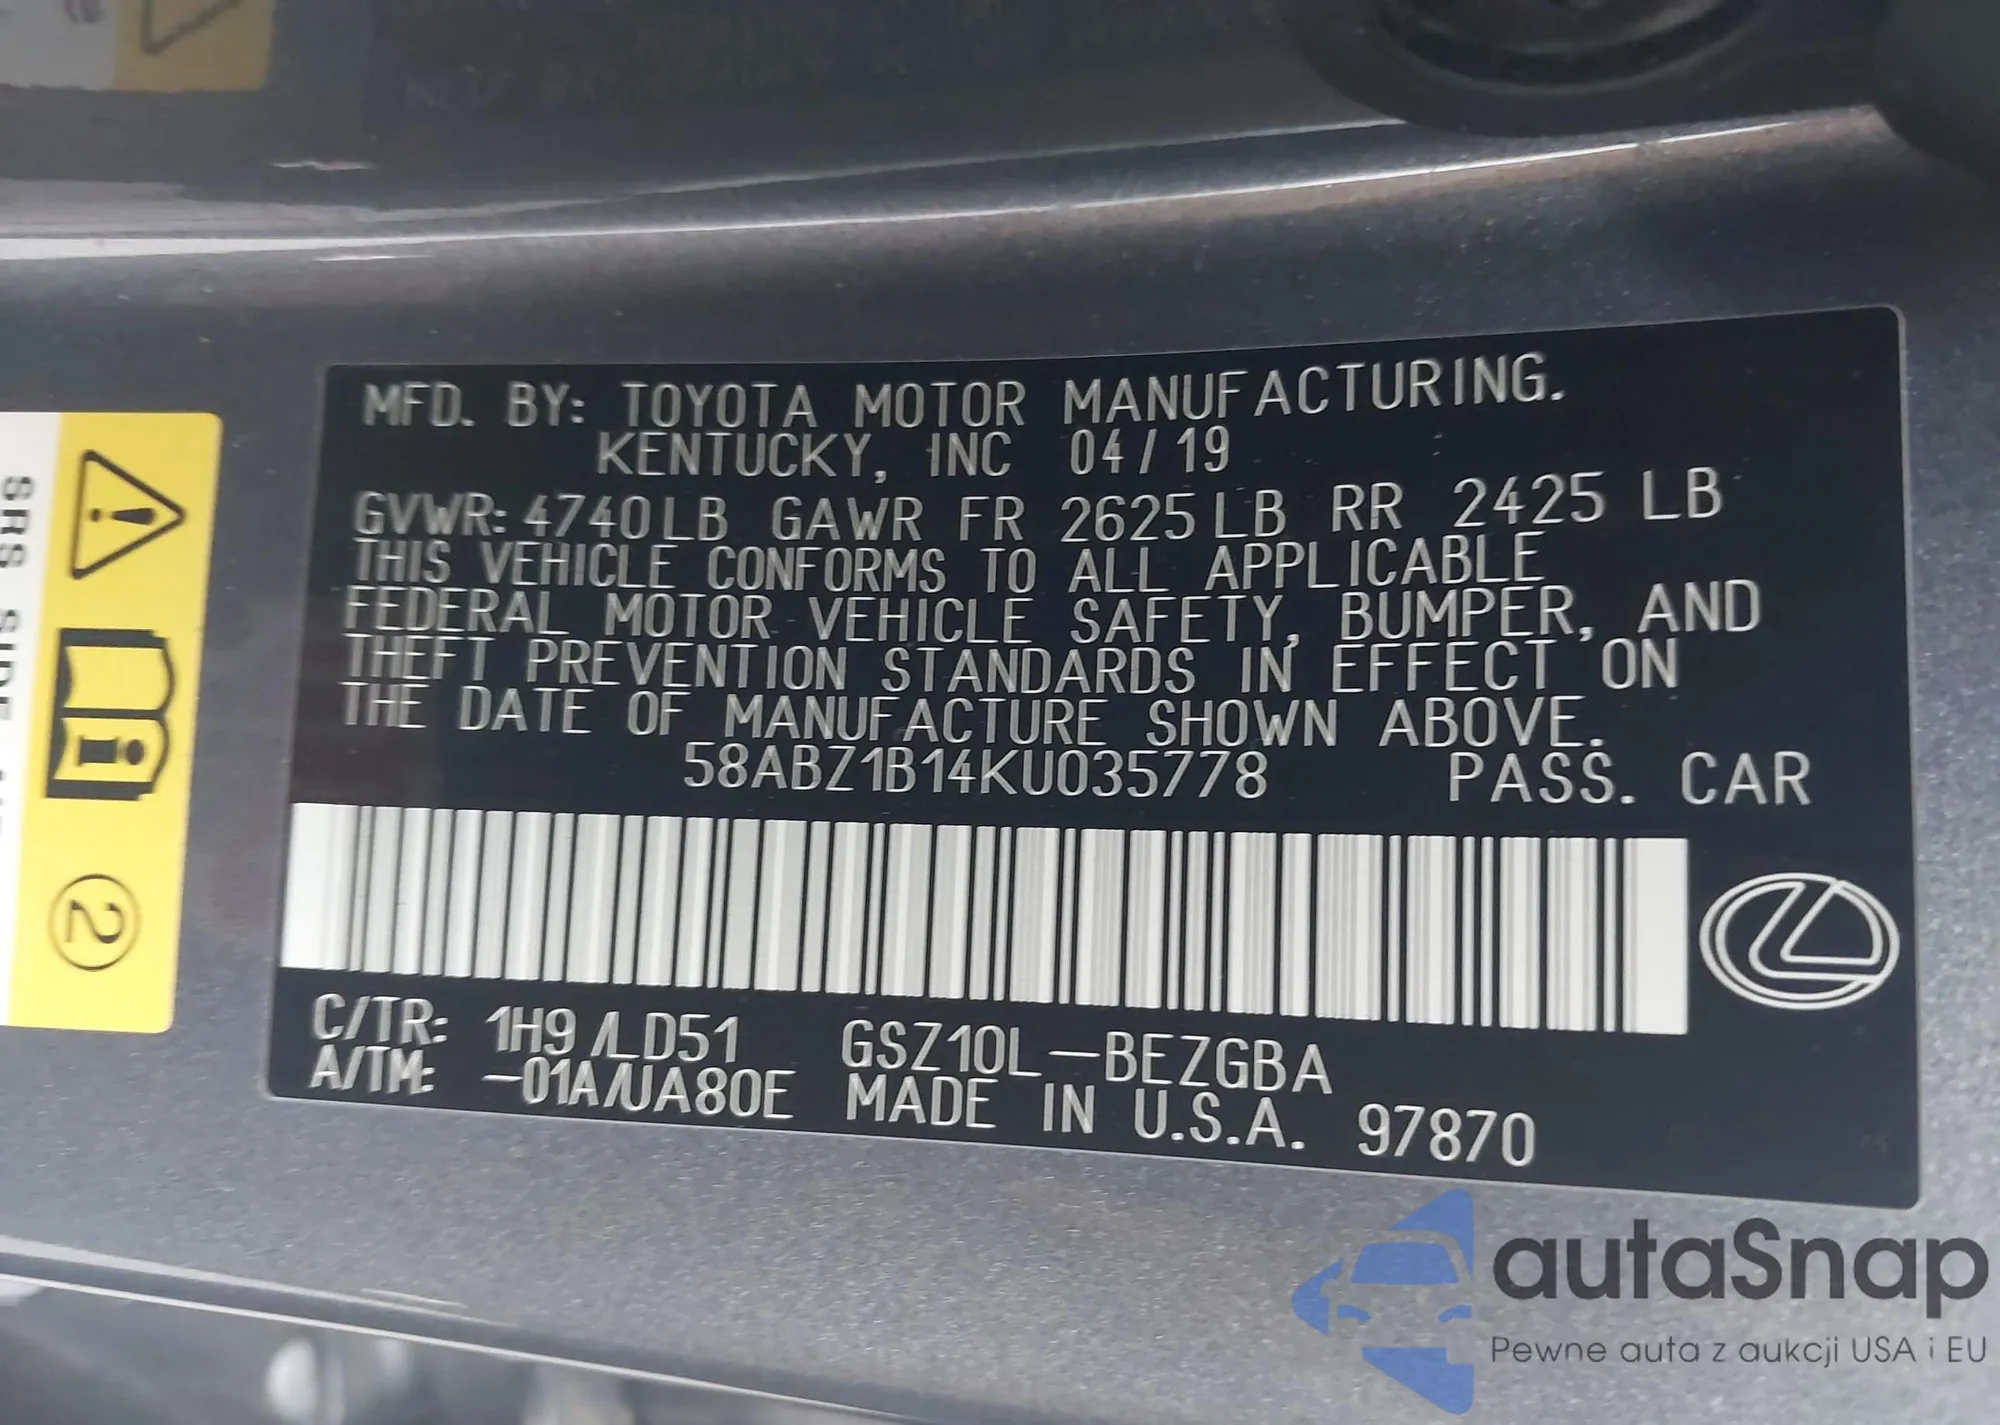 MFD. BY: TOYOTA MOTOR MANUFACTURING.
KENTUCKY, INC 04/19
GVWR: 4740LB GAWR FR 2625LB RR 2425 LB
THIS VEHICLE CONFORMS TO ALL APPLICABLE
FEDERAL MOTOR VEHICLE SAFETY, BUMPER, AND
THEFT PREVENTION STANDARDS IN EFFECT ON
THE DATE OF MANUFACTURE SHOWN ABOVE.
58ABZ1B14KU035778 PASS. CAR
C/TR: 1H9/LD51 GSZ10L-BEZGBA
A/TM: -01A/UA80E MADE IN U.S.A. 97870
SRS SIDE
2
autaSnap
Pewne auta z aukcji USA i EU